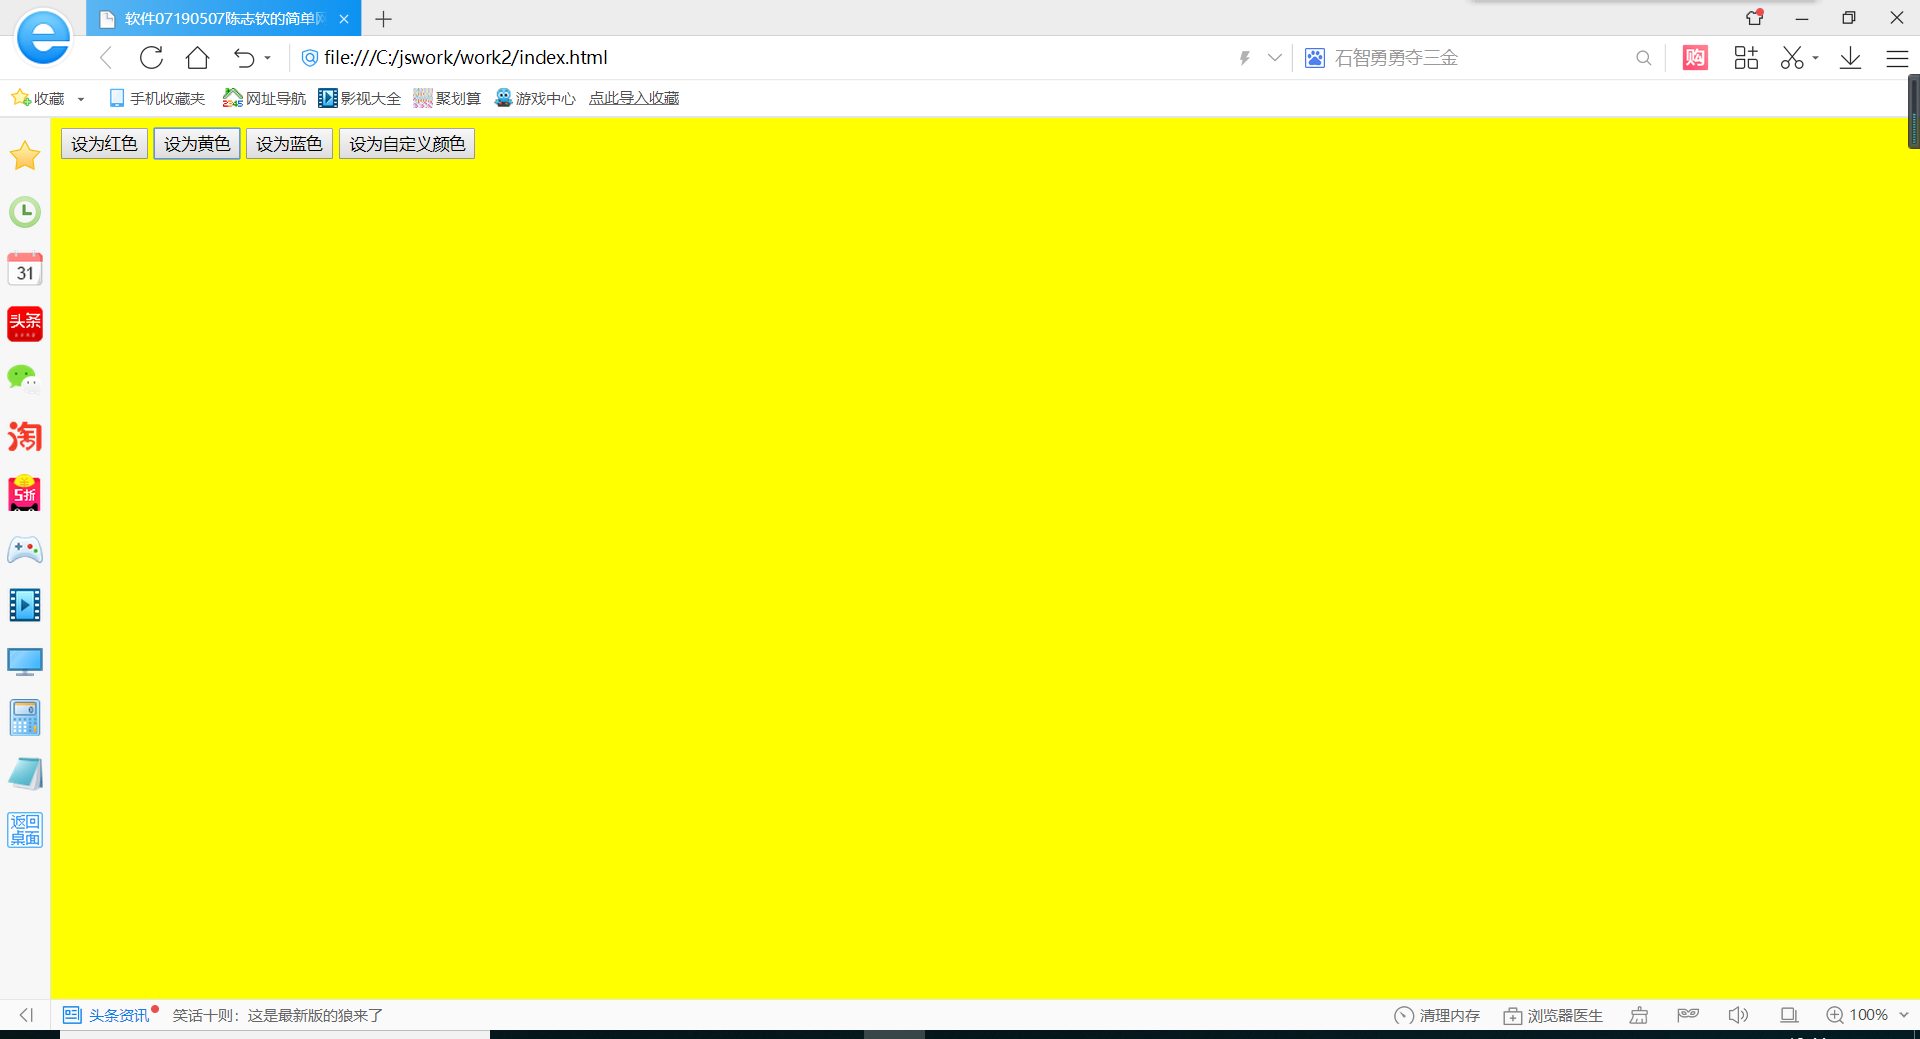 软件07190507陈志钦的简单网
file:///C:/jswork/work2/index.html
石智勇勇夺三金
购
收藏
手机收藏夹
2345
网址导航
影视大全
聚划算
游戏中心
点此导入收藏
设为红色
设为黄色
设为蓝色
设为自定义颜色
31
头条
淘
5折
0
返回
桌面
头条资讯
笑话十则：这是最新版的狼来了
清理内存
浏览器医生
100%